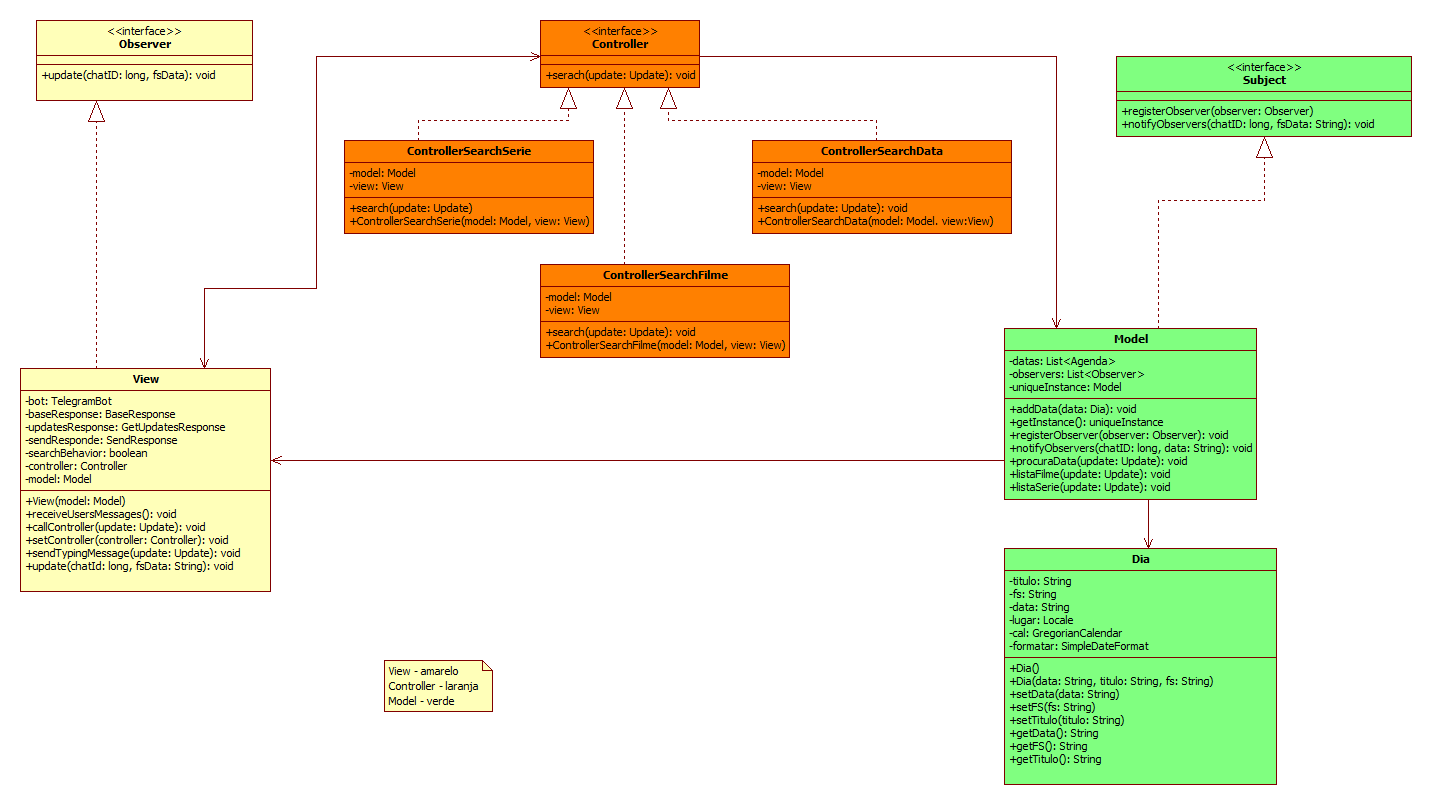 <<interface>>
Observer
+update(chatID: long, fsData): void
<<interface>>
Controller
+serach(update: Update): void
<<interface>>
Subject
+registerObserver(observer: Observer)
+notifyObservers(chatID: long, fsData: String): void
ControllerSearchSerie
-model: Model
-view: View
+search(update: Update)
+ControllerSearchSerie(model: Model, view: View)
ControllerSearchData
-model: Model
-view: View
+search(update: Update): void
+ControllerSearchData(model: Model. view:View)
ControllerSearchFilme
-model: Model
-view: View
+search(update: Update): void
+ControllerSearchFilme(model: Model, view: View)
View
-bot: TelegramBot
-baseResponse: BaseResponse
-updatesResponse: GetUpdatesResponse
-sendResponde: SendResponse
-searchBehavior: boolean
-controller: Controller
-model: Model
+View(model: Model)
+receiveUsersMessages(): void
+callController(update: Update): void
+setController(controller: Controller): void
+sendTypingMessage(update: Update): void
+update(chatId: long, fsData: String): void
Model
-datas: List<Agenda>
-observers: List<Observer>
-uniqueInstance: Model
+addData(data: Dia): void
+getInstance(): uniqueInstance
+registerObserver(observer: Observer): void
+notifyObservers(chatID: long, data: String): void
+procuraData(update: Update): void
+listaFilme(update: Update): void
+listaSerie(update: Update): void
Dia
-titulo: String
-fs: String
-data: String
-lugar: Locale
-cal: GregorianCalendar
-formatar: SimpleDateFormat
+Dia()
+Dia(data: String, titulo: String, fs: String)
+setData(data: String)
+setFS(fs: String)
+setTitulo(titulo: String)
+getData(): String
+getFS(): String
+getTitulo(): String
View - amarelo
Controller - laranja
Model - verde